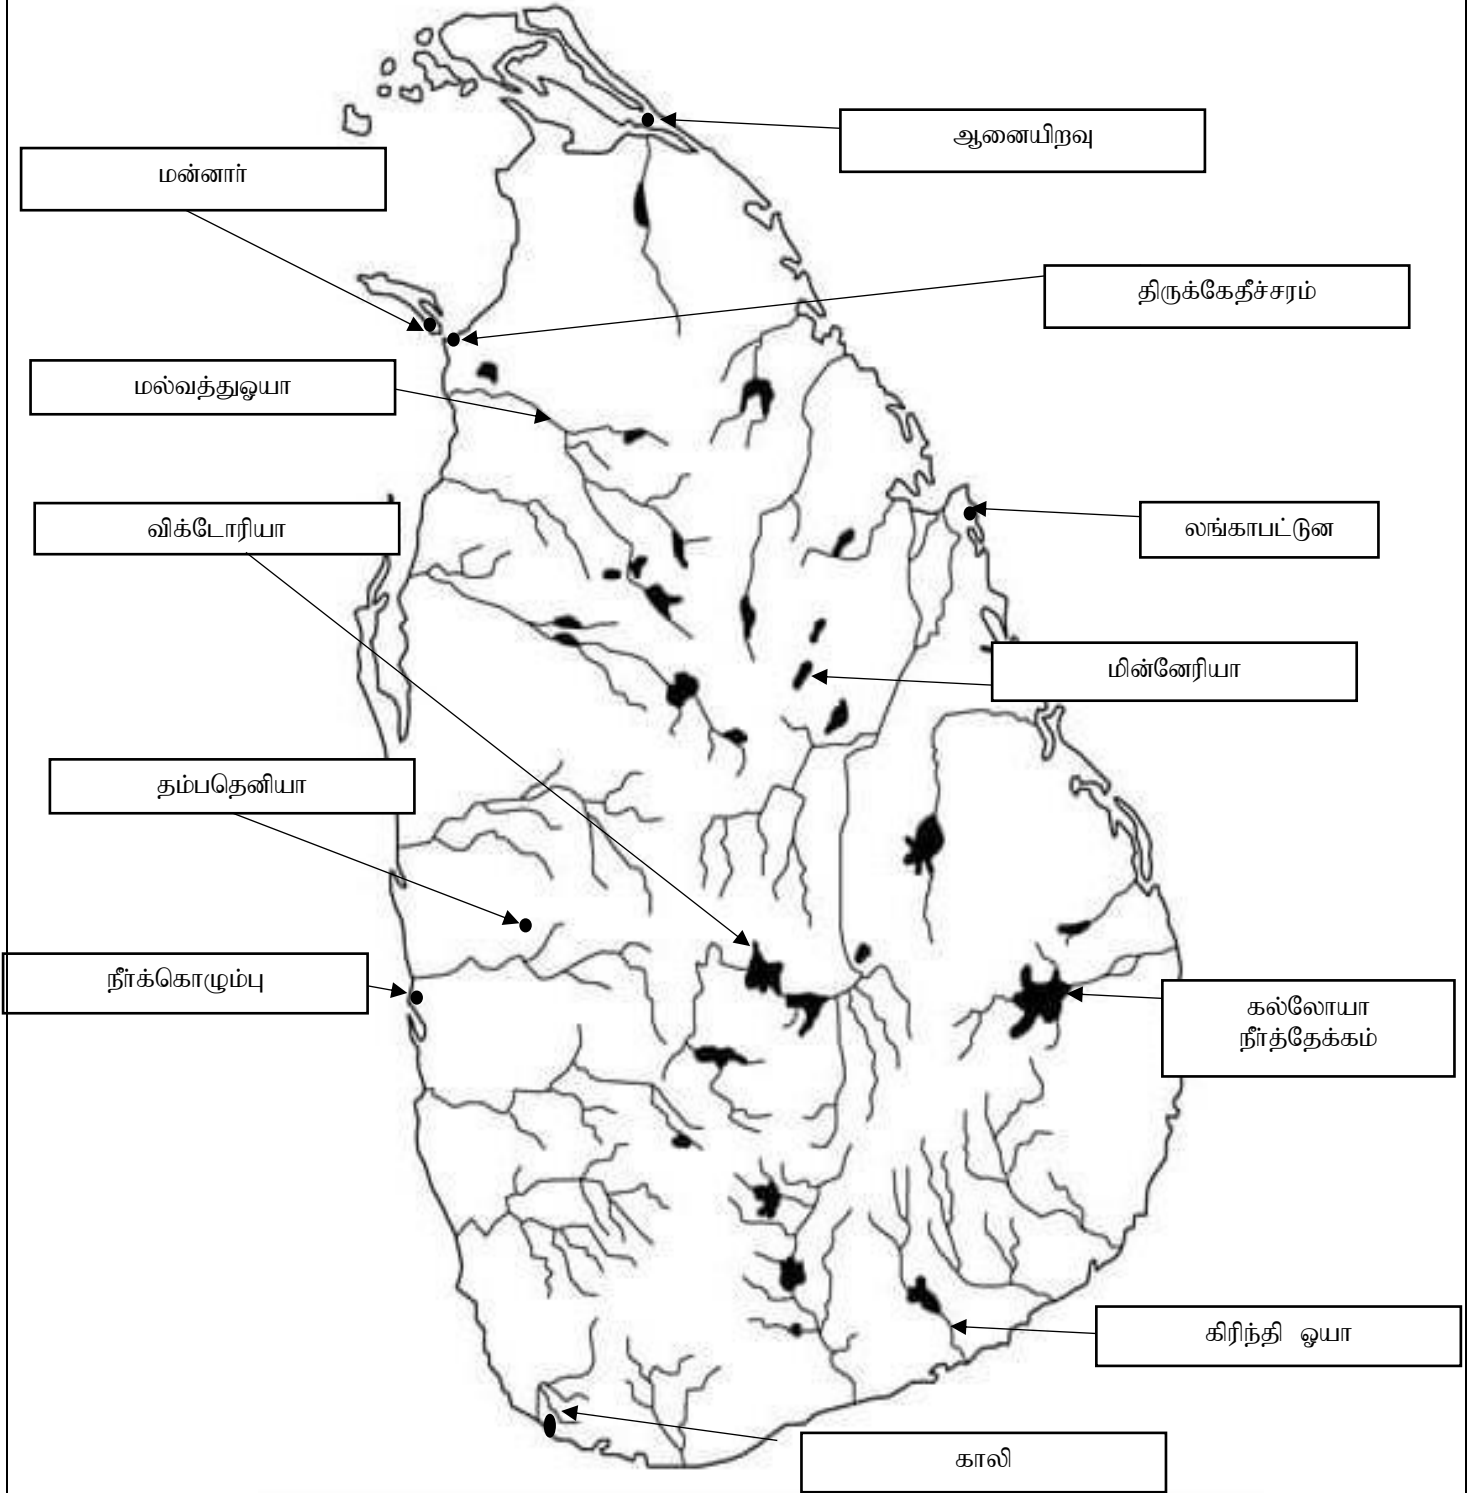 ஆனையிறவு
மன்னார்
திருக்கேதீச்சரம்
மல்வத்துஓயா
விக்டோரியா
லங்காபட்டுன
மின்னேரியா
தம்பதெனியா
நீர்க்கொழும்பு
கல்லோயா
நீர்த்தேக்கம்
கிரிந்தி ஓயா
காலி